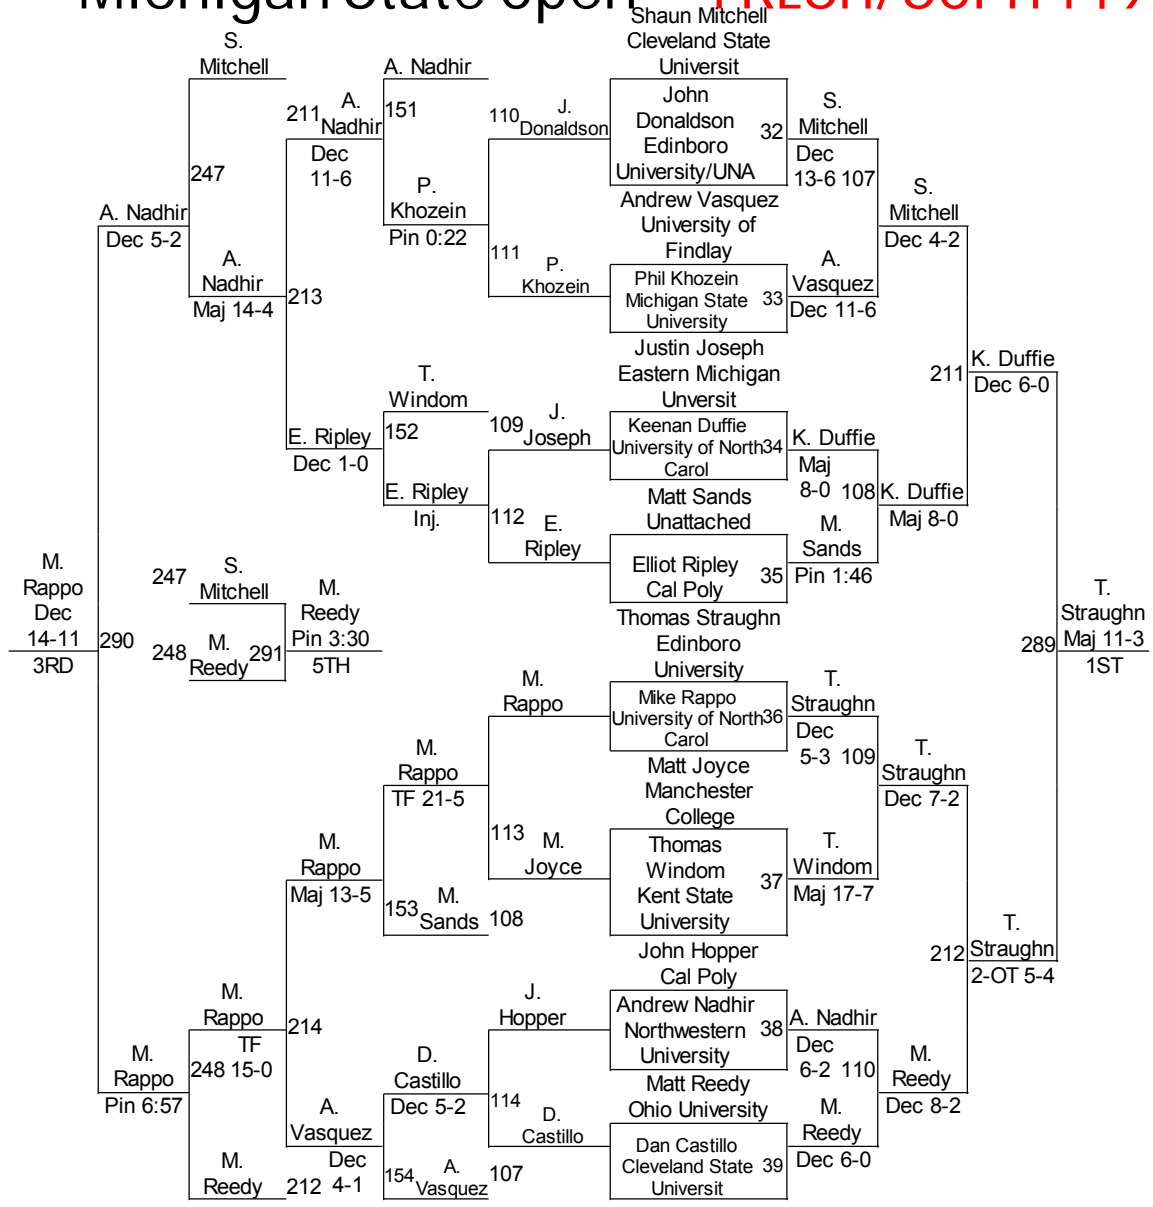 Michigan State open
Shaun Mitchell
Cleveland State
Universit
S.
Mitchell
A. Nadhir
211
A.
Nadhir
151
110
J.
Donaldson
John
Donaldson
Edinboro
University/UNA
32
S.
Mitchell
Dec
11-6
Dec
13-6 107
247
P.
Khozein
Pin 0:22
Andrew Vasquez
University of
Findlay
S.
Mitchell
Dec 4-2
A. Nadhir
Dec 5-2
A.
Nadhir
Maj 14-4
213
111
P.
Khozein
Phil Khozein
Michigan State
University
33
A.
Vasquez
Dec 11-6
Justin Joseph
Eastern Michigan
Unversit
T.
Windom
152
109
J.
Joseph
211
K. Duffie
Dec 6-0
E. Ripley
Dec 1-0
Keenan Duffie
University of North
Carol
34
K. Duffie
Maj
8-0 108
E. Ripley
Inj.
Matt Sands
Unattached
K. Duffie
Maj 8-0
112
E.
Ripley
Elliot Ripley
Cal Poly
35
M.
Sands
Pin 1:46
M.
Rappo
Dec
14-11
3RD
290
247
S.
Mitchell
248
M.
Reedy
291
M.
Reedy
Pin 3:30
5TH
Thomas Straughn
Edinboro
University
289
T.
Straughn
Maj 11-3
1ST
M.
Rappo
Mike Rappo
University of North
Carol
36
T.
Straughn
Dec
5-3 109
M.
Rappo
TF 21-5
Matt Joyce
Manchester
College
T.
Straughn
Dec 7-2
113
M.
Joyce
Thomas
Windom
Kent State
University
37
T.
Windom
Maj 17-7
M.
Rappo
Maj 13-5
153
M.
Sands
108
John Hopper
Cal Poly
212
T.
Straughn
2-OT 5-4
M.
Rappo
TF
248 15-0
214
J.
Hopper
Andrew Nadhir
Northwestern
University
38
A. Nadhir
Dec
6-2 110
M.
Rappo
Pin 6:57
D.
Castillo
Dec 5-2
Matt Reedy
Ohio University
M.
Reedy
Dec 8-2
A.
Vasquez
Dec
4-1
114
D.
Castillo
Dan Castillo
Cleveland State
Universit
39
M.
Reedy
Dec 6-0
M.
Reedy
212
154
A.
Vasquez
107